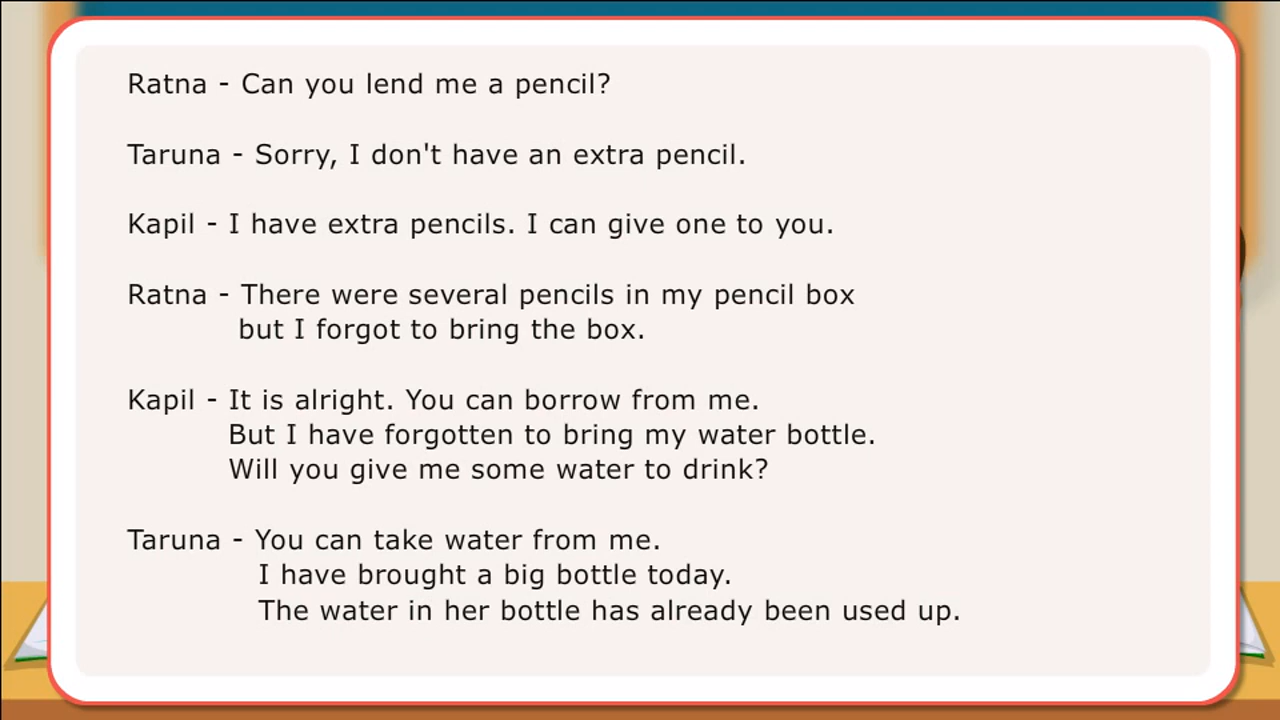 Ratna - Can you lend me a pencil?
Taruna - Sorry, I don't have an extra pencil.
Kapil - I have extra pencils. I can give one to you.
Ratna - There were several pencils in my pencil box
but I forgot to bring the box.
Kapil - It is alright. You can borrow from me.
But I have forgotten to bring my water bottle.
Will you give me some water to drink?
Taruna - You can take water from me.
I have brought a big bottle today.
The water in her bottle has already been used up.